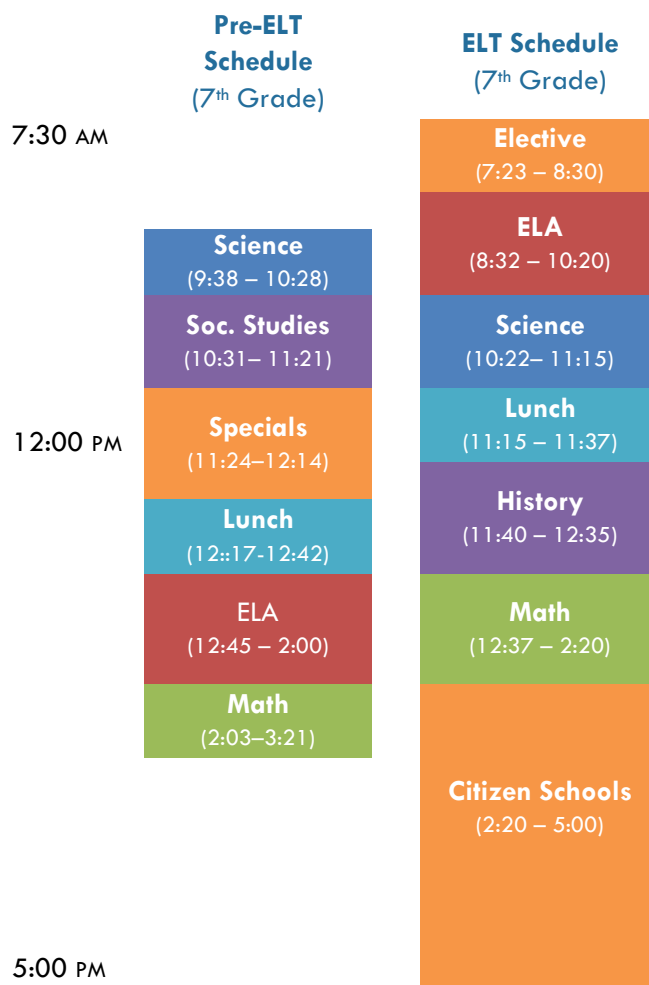 Pre-ELT
Schedule
(7th Grade)
ELT Schedule
(7th Grade)
7:30 AM
12:00 PM
5:00 PM
Science
(9:38 – 10:28)
Soc. Studies
(10:31– 11:21)
Specials
(11:24–12:14)
Lunch
(12::17-12:42)
ELA
(12:45 – 2:00)
Math
(2:03–3:21)
Elective
(7:23 – 8:30)
ELA
(8:32 – 10:20)
Science
(10:22– 11:15)
Lunch
(11:15 – 11:37)
History
(11:40 – 12:35)
Math
(12:37 – 2:20)
Citizen Schools
(2:20 – 5:00)